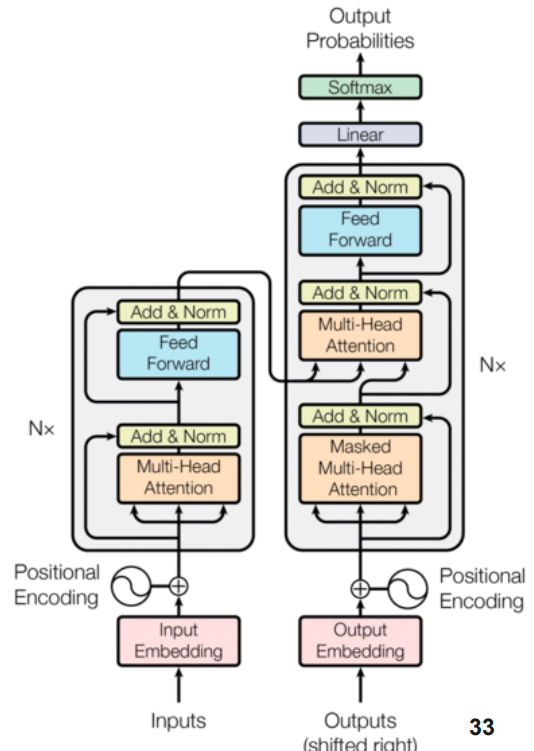 Output
Probabilities
Softmax
Linear
Add & Norm
Feed
Forward
Add & Norm
Multi-Head
Attention
Add & Norm
Masked
Multi-Head
Attention
Nx
Positional
Encoding
Output
Embedding
Outputs
(shifted right)
Add & Norm
Feed
Forward
Add & Norm
Multi-Head
Attention
Nx
Positional
Encoding
Input
Embedding
Inputs
33